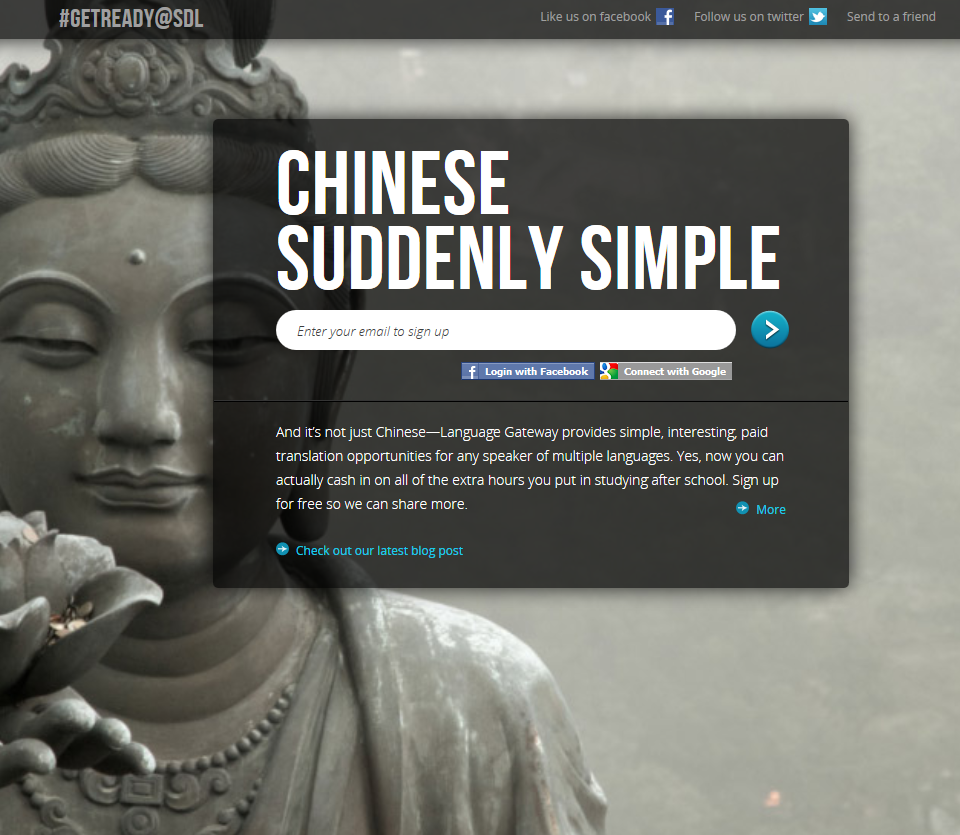 #GETREADY@SDL
Like us on facebook
Follow us on twitter
Send to a friend
CHINESE
SUDDENLY SIMPLE
Enter your email to sign up
Login with Facebook
Connect with Google
And it's not just Chinese—Language Gateway provides simple, interesting, paid
translation opportunities for any speaker of multiple languages. Yes, now you can
actually cash in on all of the extra hours you put in studying after school. Sign up
for free so we can share more.
More
Check out our latest blog post